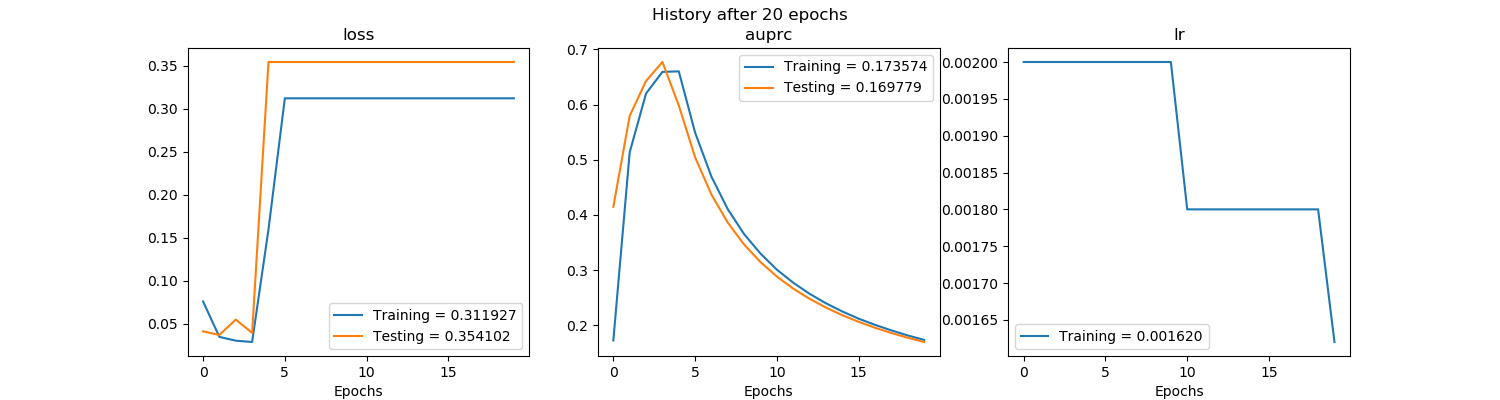 History after 20 epochs
loss
0.35
0.30
0.25
0.20
0.15
0.10
0.05
Training = 0.311927
Testing = 0.354102
0
5
10
15
Epochs
auprc
0.7
0.6
0.5
0.4
0.3
0.2
Training = 0.173574
Testing = 0.169779
0
5
10
15
Epochs
lr
0.00200
0.00195
0.00190
0.00185
0.00180
0.00175
0.00170
0.00165
Training = 0.001620
0
5
10
15
Epochs